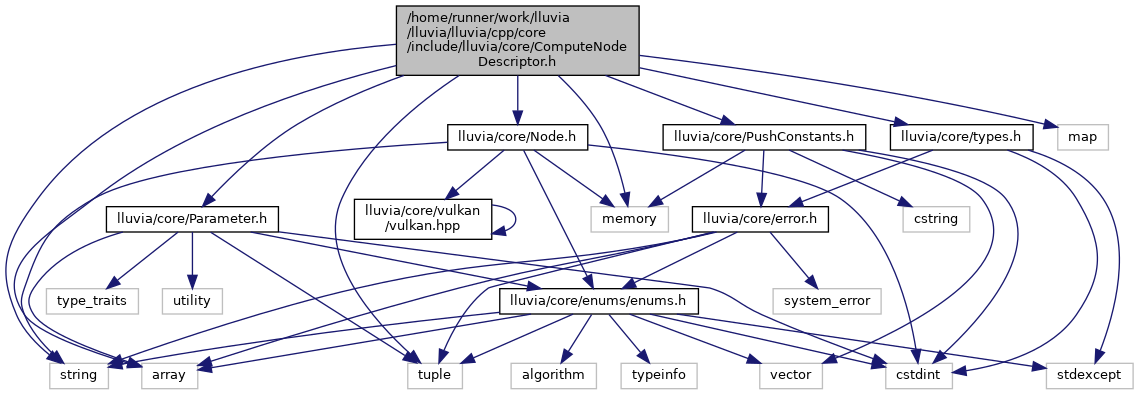 /home/runner/work/lluvia
/lluvia/lluvia/cpp/core
/include/lluvia/core/ComputeNode
Descriptor.h
lluvia/core/Node.h
lluvia/core/PushConstants.h
lluvia/core/types.h
map
lluvia/core/Parameter.h
lluvia/core/vulkan
/vulkan.hpp
memory
lluvia/core/error.h
cstring
type_traits
utility
lluvia/core/enums/enums.h
system_error
string
array
tuple
algorithm
typeinfo
vector
cstdint
stdexcept